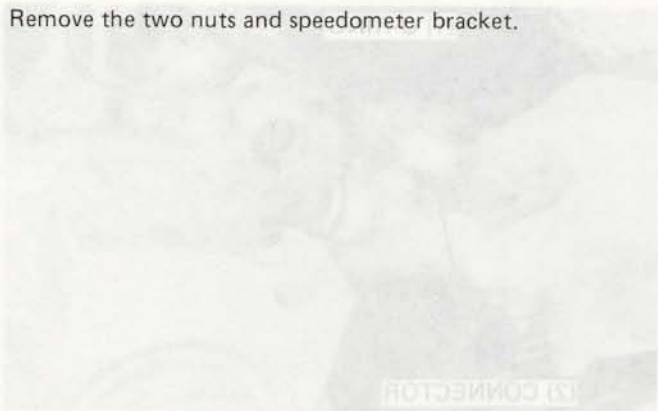 Remove the two nuts and speedometer bracket.
(2) CONNECTOR